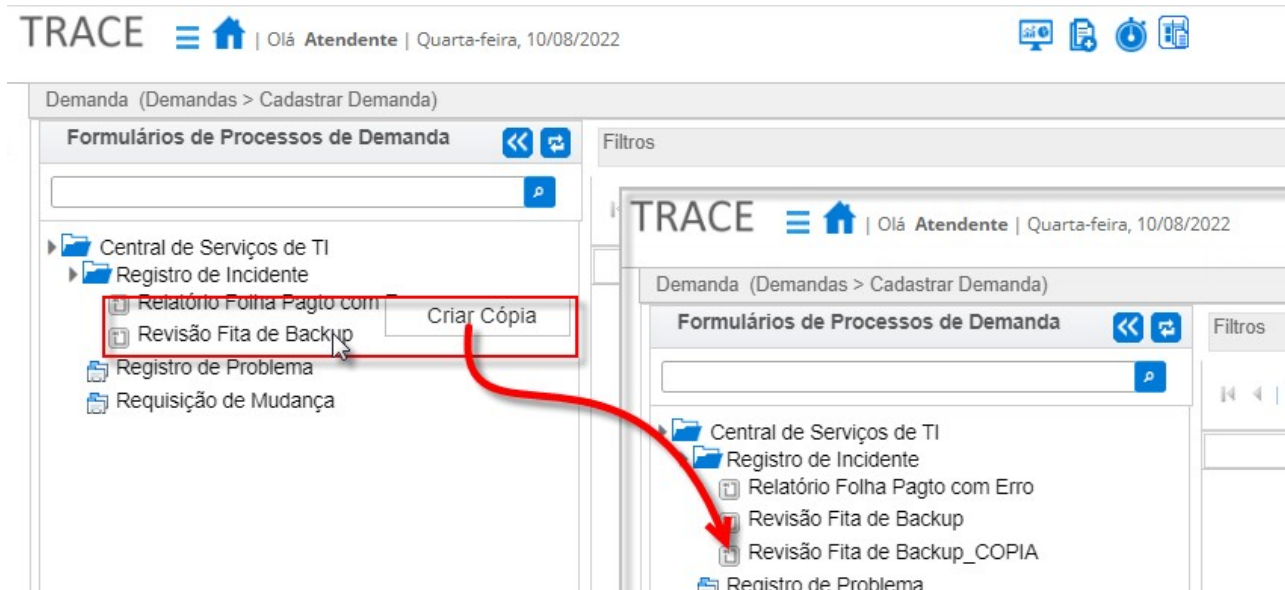 TRACE | Olá Atendente | Quarta-feira, 10/08/2022
Demanda (Demandas > Cadastrar Demanda)
Formulários de Processos de Demanda
Filtros
Central de Serviços de TI
Registro de Incidente
Relatório Folha Pagto com
Criar Cópia
Revisão Fita de Backup
Registro de Problema
Requisição de Mudança
TRACE | Olá Atendente | Quarta-feira, 10/08/2022
Demanda (Demandas > Cadastrar Demanda)
Formulários de Processos de Demanda
Filtros
Central de Serviços de TI
Registro de Incidente
Relatório Folha Pagto com Erro
Revisão Fita de Backup
Revisão Fita de Backup_COPIA
Registro de Problema